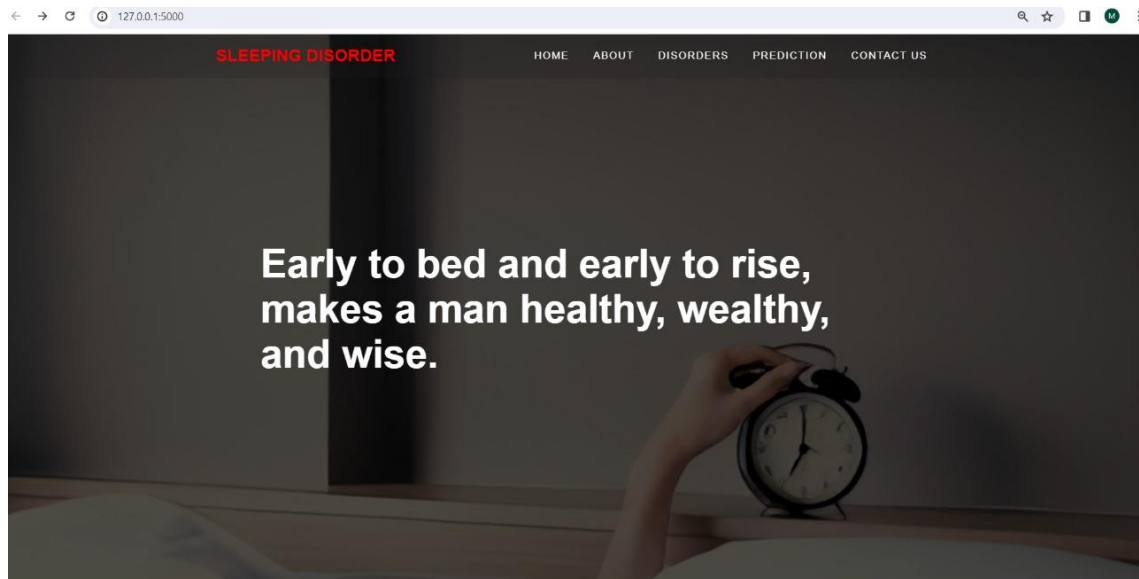 127.0.0.1:5000
M
SLEEPING DISORDER HOME ABOUT DISORDERS PREDICTION CONTACT US
Early to bed and early to rise,
makes a man healthy, wealthy,
and wise.